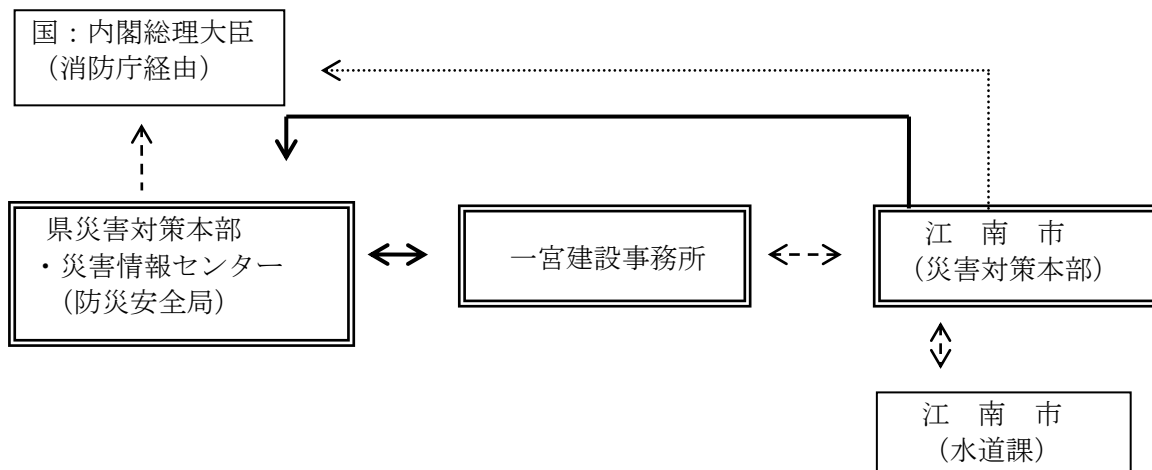 国：内閣総理大臣
（消防庁経由）
県災害対策本部
・災害情報センター
（防災安全局）
一宮建設事務所
江　南　市
（災害対策本部）
江　南　市
（水道課）